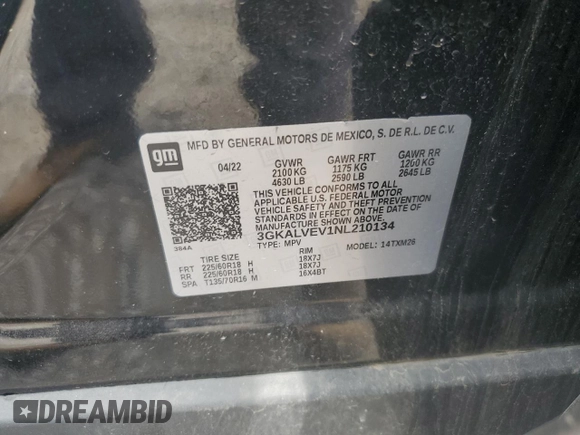 gm
MFD BY GENERAL MOTORS DE MEXICO, S. DE R.L. DE C.V.
04/22 GVWR GAWR FRT GAWR RR
2100 KG 1175 KG 1200 KG
4630 LB 2590 LB 2645 LB
THIS VEHICLE CONFORMS TO ALL
APPLICABLE U.S. FEDERAL MOTOR
VEHICLE SAFETY AND THEFT
PREVENTION STANDARDS IN EFFECT ON
THE DATE OF MANUFACTURE SHOWN ABOVE.
3GKALVEV1NL210134
384A TYPE: MPV MODEL: 14TXM26
TIRE SIZE RIM
FRT 225/60R18 H 18X7J
RR 225/60R18 H 18X7J
SPA T135/70R16 M 16X4BT
DREAMBID